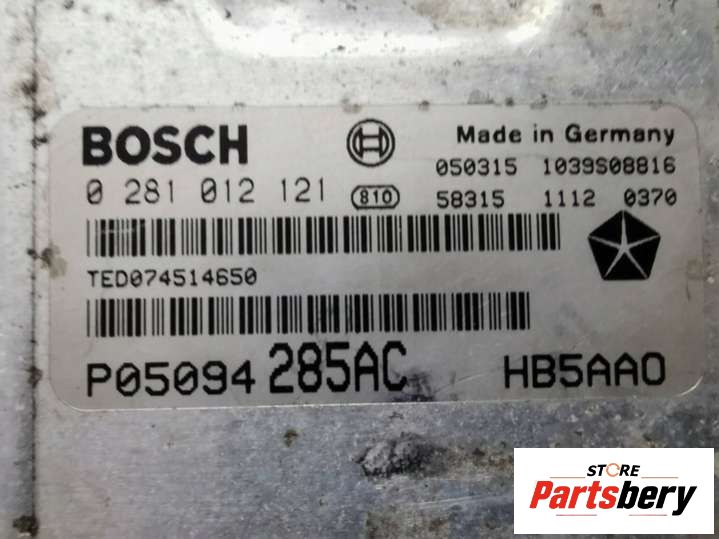 BOSCH
Made in Germany
050315 1039S08816
0 281 012 121 810 58315 1112 0370
TED074514650
P05094 285AC HB5AA0
STORE
Partsbery